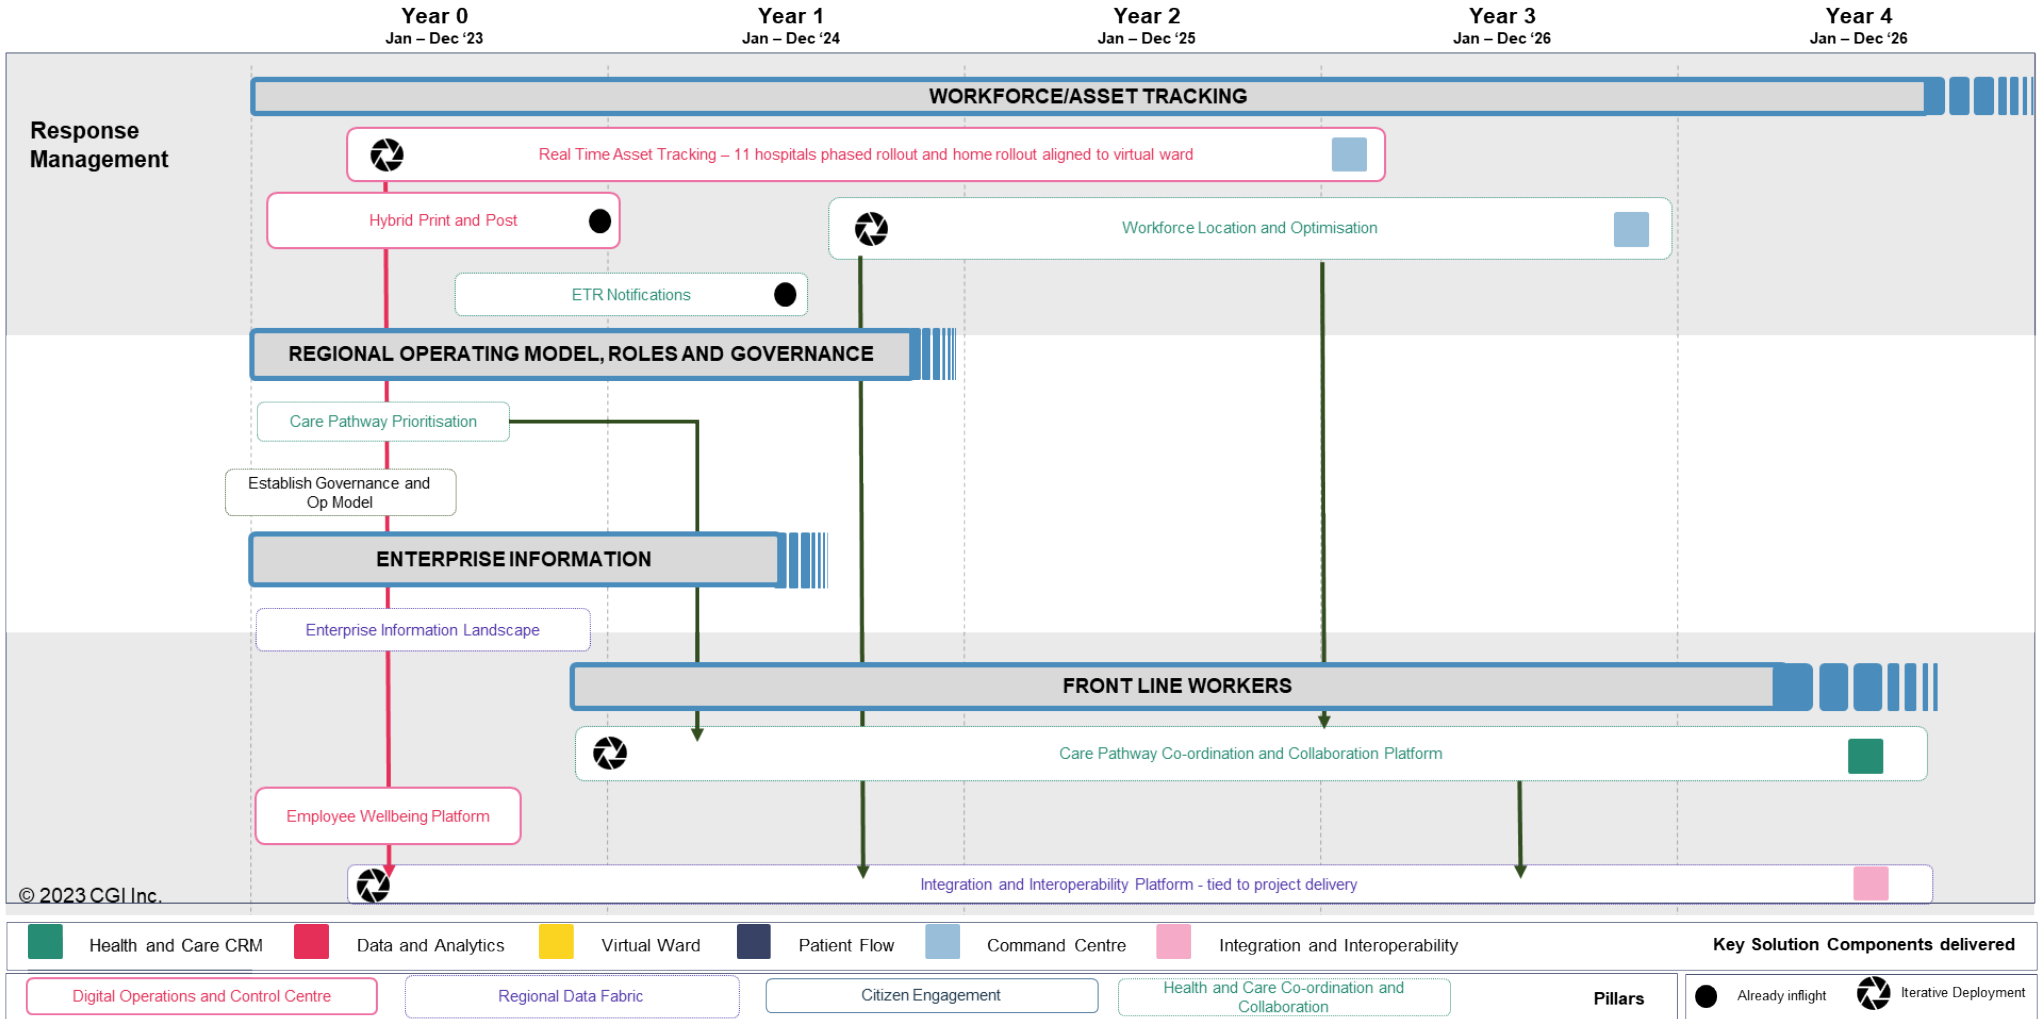 Year 0
Jan – Dec ‘23
Year 1
Jan – Dec ‘24
Year 2
Jan – Dec ‘25
Year 3
Jan – Dec ‘26
Year 4
Jan – Dec ‘26
Response
Management
WORKFORCE/ASSET TRACKING
Real Time Asset Tracking – 11 hospitals phased rollout and home rollout aligned to virtual ward
Hybrid Print and Post
Workforce Location and Optimisation
ETR Notifications
REGIONAL OPERATING MODEL, ROLES AND GOVERNANCE
Care Pathway Prioritisation
Establish Governance and
Op Model
ENTERPRISE INFORMATION
Enterprise Information Landscape
FRONT LINE WORKERS
Care Pathway Co-ordination and Collaboration Platform
Employee Wellbeing Platform
Integration and Interoperability Platform - tied to project delivery
© 2023 CGI Inc.
Health and Care CRM
Data and Analytics
Virtual Ward
Patient Flow
Command Centre
Integration and Interoperability
Key Solution Components delivered
Digital Operations and Control Centre
Regional Data Fabric
Citizen Engagement
Health and Care Co-ordination and
Collaboration
Pillars
Already inflight
Iterative Deployment